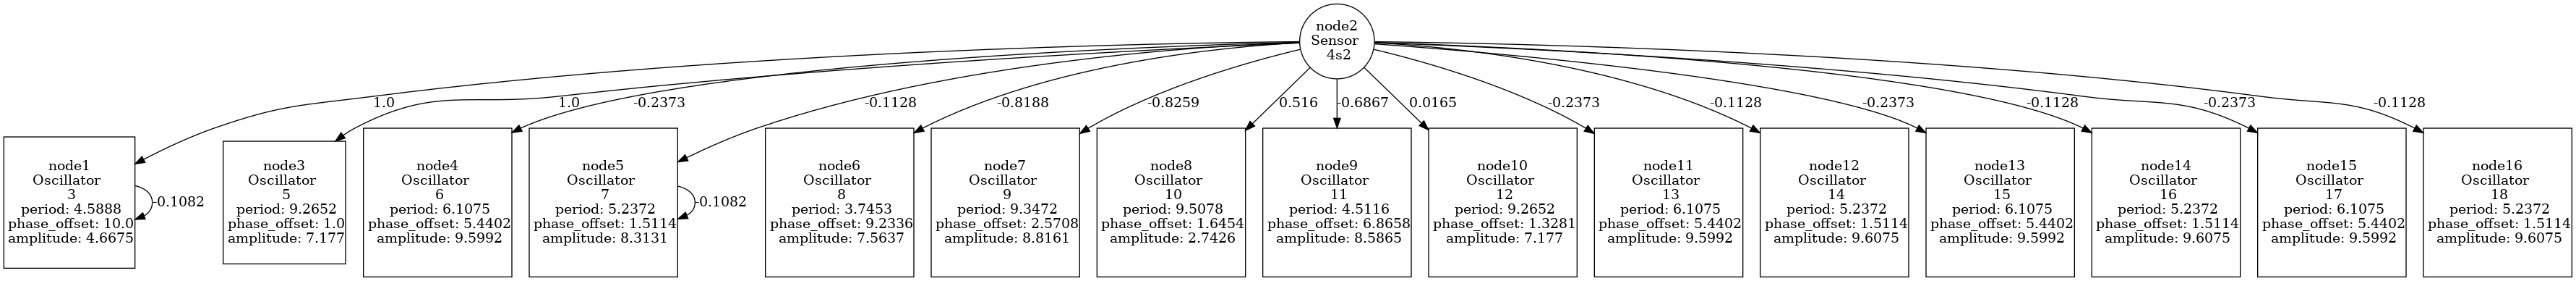 node2
Sensor
4s2
1.0
1.0
-0.2373
-0.1128
-0.8188
-0.8259
0.516
-0.6867
0.0165
-0.2373
-0.1128
-0.2373
-0.1128
-0.2373
-0.1128
node1
Oscillator
3
period: 4.5888
phase_offset: 10.0
amplitude: 4.6675
-0.1082
node3
Oscillator
5
period: 9.2652
phase_offset: 1.0
amplitude: 7.177
node4
Oscillator
6
period: 6.1075
phase_offset: 5.4402
amplitude: 9.5992
node5
Oscillator
7
period: 5.2372
phase_offset: 1.5114
amplitude: 8.3131
-0.1082
node6
Oscillator
8
period: 3.7453
phase_offset: 9.2336
amplitude: 7.5637
node7
Oscillator
9
period: 9.3472
phase_offset: 2.5708
amplitude: 8.8161
node8
Oscillator
10
period: 9.5078
phase_offset: 1.6454
amplitude: 2.7426
node9
Oscillator
11
period: 4.5116
phase_offset: 6.8658
amplitude: 8.5865
node10
Oscillator
12
period: 9.2652
phase_offset: 1.3281
amplitude: 7.177
node11
Oscillator
13
period: 6.1075
phase_offset: 5.4402
amplitude: 9.5992
node12
Oscillator
14
period: 5.2372
phase_offset: 1.5114
amplitude: 9.6075
node13
Oscillator
15
period: 6.1075
phase_offset: 5.4402
amplitude: 9.5992
node14
Oscillator
16
period: 5.2372
phase_offset: 1.5114
amplitude: 9.6075
node15
Oscillator
17
period: 6.1075
phase_offset: 5.4402
amplitude: 9.5992
node16
Oscillator
18
period: 5.2372
phase_offset: 1.5114
amplitude: 9.6075